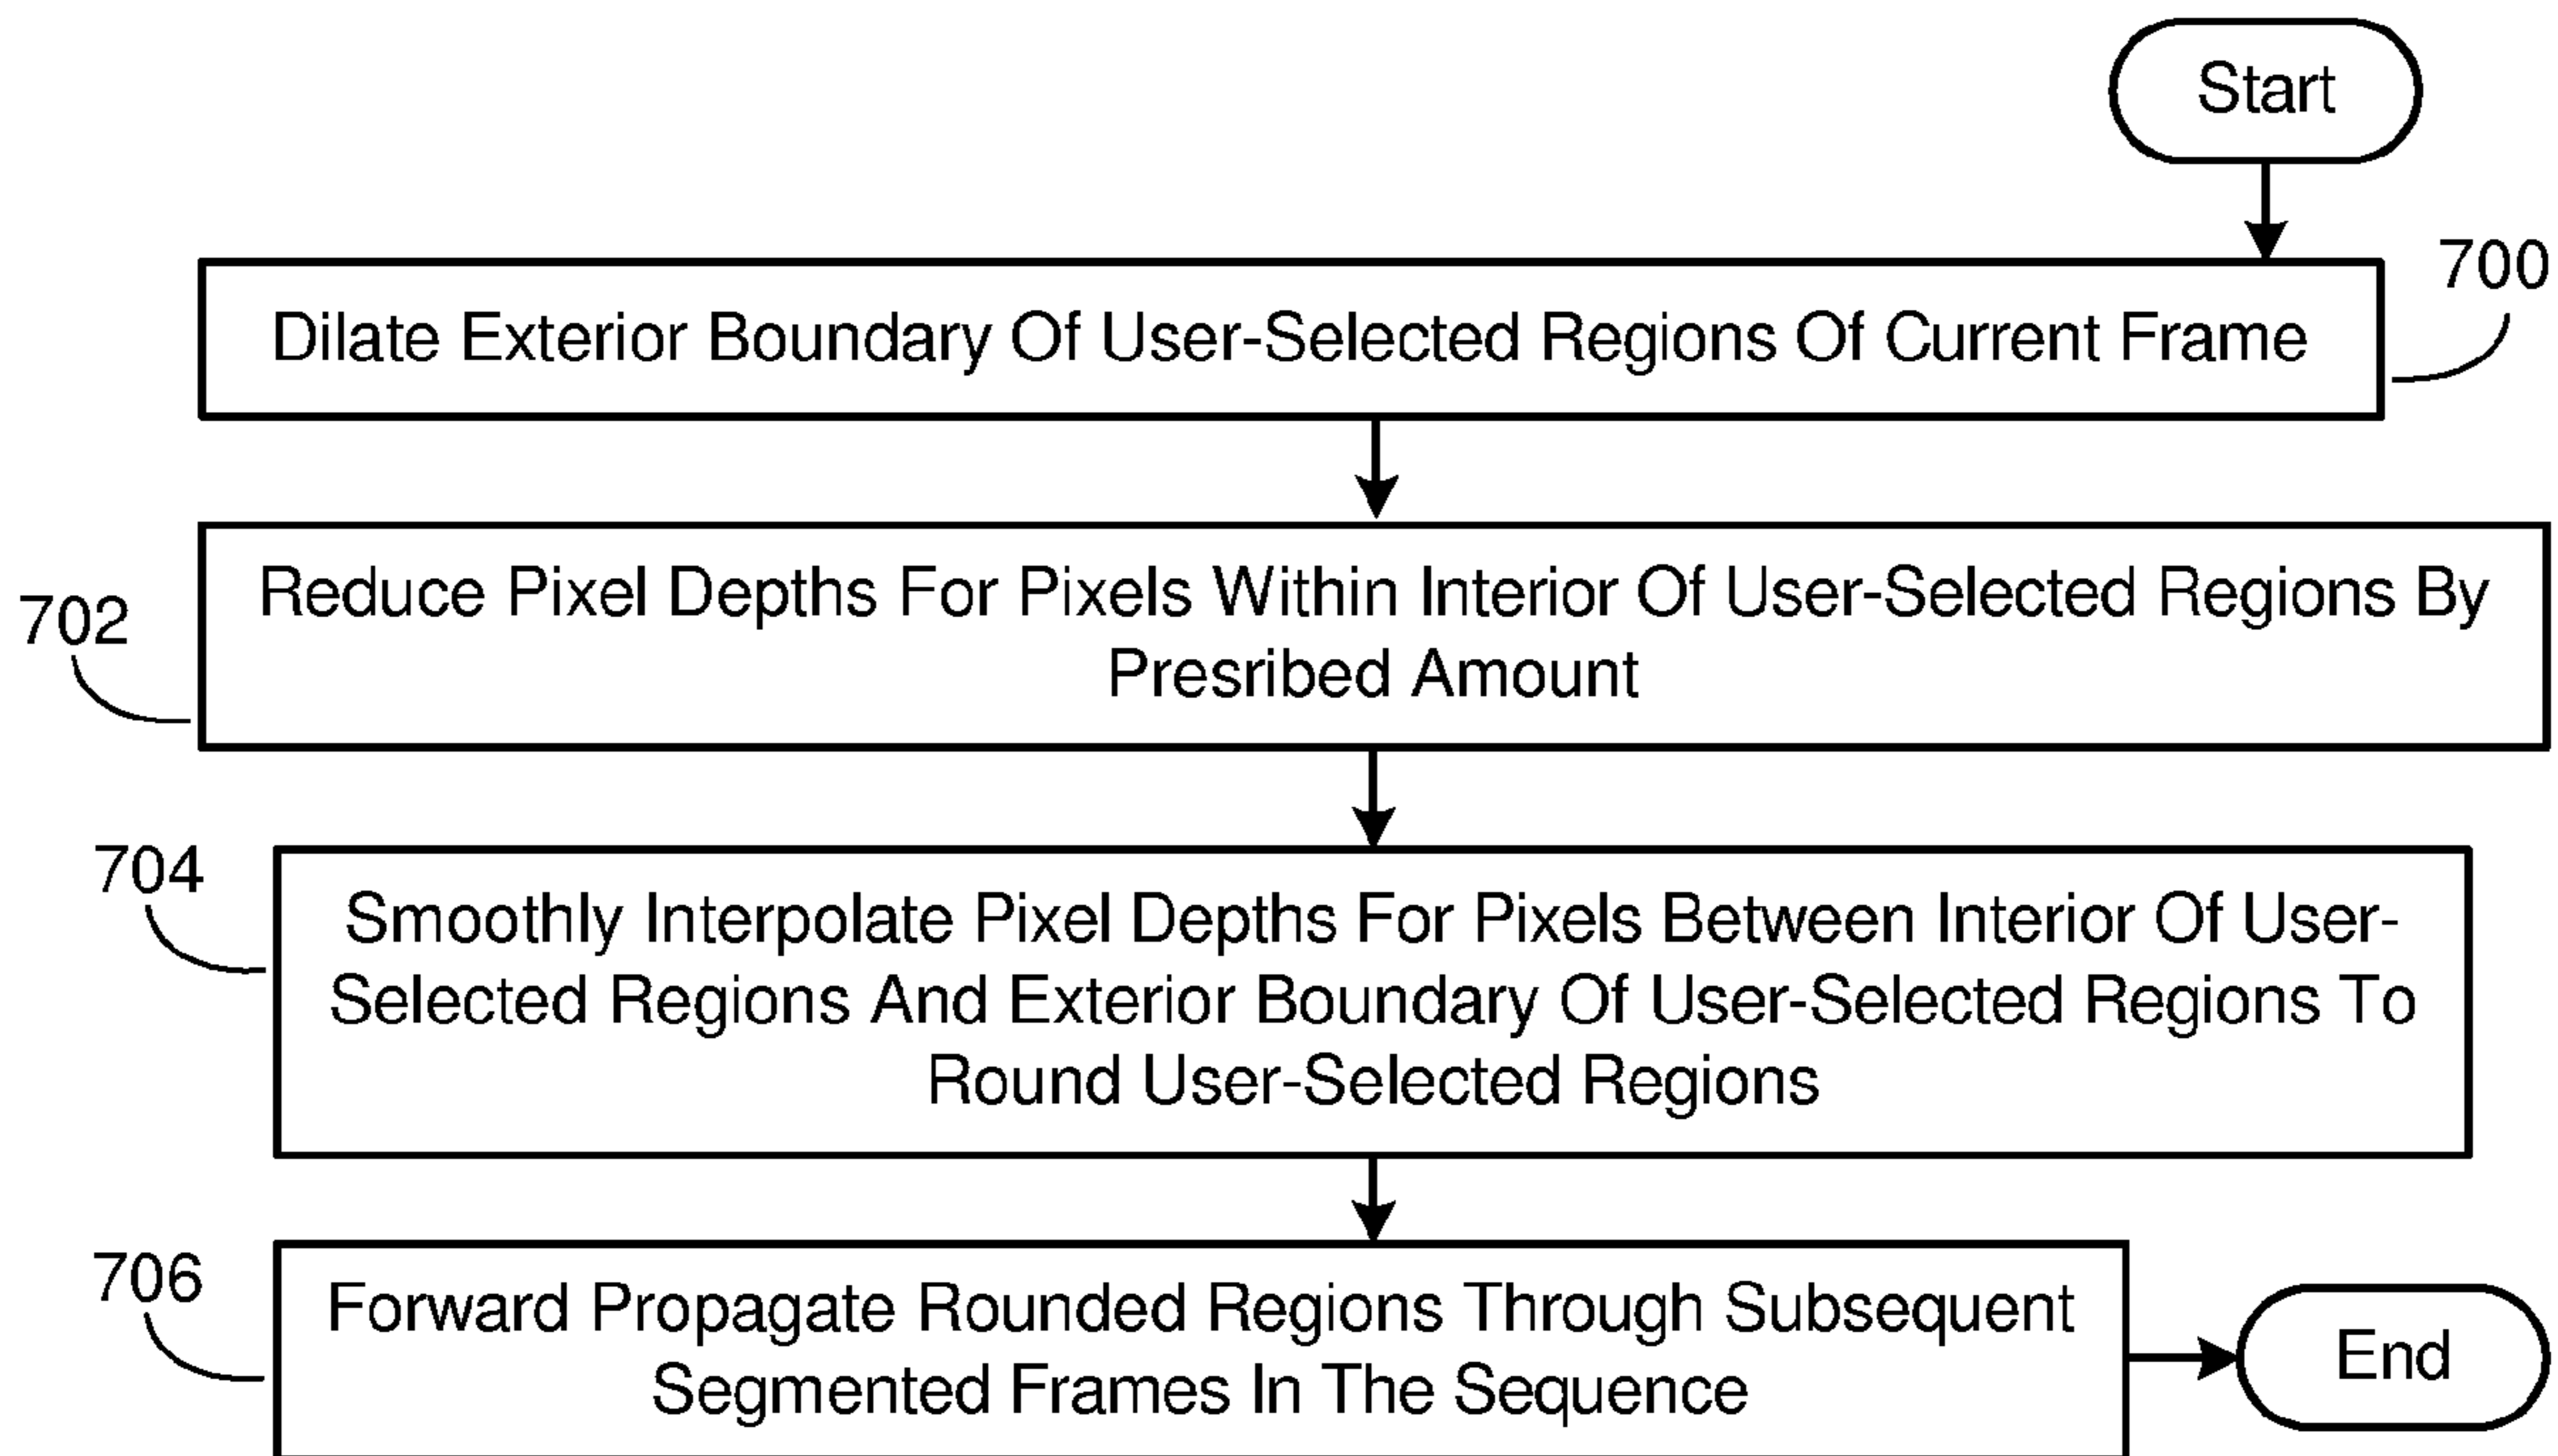 Start
700
Dilate Exterior Boundary Of User-Selected Regions Of Current Frame
702
Reduce Pixel Depths For Pixels Within Interior Of User-Selected Regions By
Presribed Amount
704
Smoothly Interpolate Pixel Depths For Pixels Between Interior Of User-
Selected Regions And Exterior Boundary Of User-Selected Regions To
Round User-Selected Regions
706
Forward Propagate Rounded Regions Through Subsequent
Segmented Frames In The Sequence
End